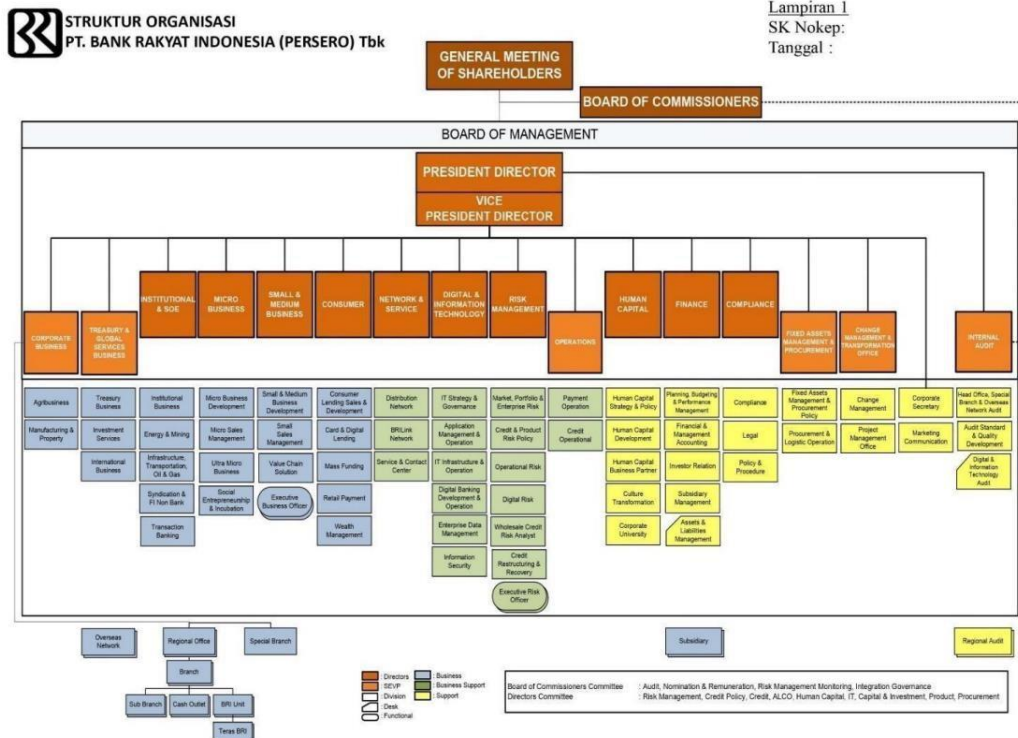 STRUKTUR ORGANISASI
PT. BANK RAKYAT INDONESIA (PERSERO) Tbk
Lampiran 1
SK Nokep:
Tanggal :
GENERAL MEETING
OF SHAREHOLDERS
BOARD OF COMMISSIONERS
BOARD OF MANAGEMENT
PRESIDENT DIRECTOR
VICE
PRESIDENT DIRECTOR
CORPORATE
BUSINESS
TREASURY &
GLOBAL
SERVICES
BUSINESS
INSTITUTIONAL
& SOE
MICRO
BUSINESS
SMALL &
MEDIUM
BUSINESS
CONSUMER
NETWORK &
SERVICE
DIGITAL &
INFORMATION
TECHNOLOGY
RISK
MANAGEMENT
OPERATIONS
HUMAN
CAPITAL
FINANCE
COMPLIANCE
FIXED ASSETS
MANAGEMENT &
PROCUREMENT
CHANGE
MANAGEMENT &
TRANSFORMATION
OFFICE
INTERNAL
AUDIT
Agribusiness
Manufacturing &
Property
Treasury
Business
Investment
Services
International
Business
Institutional
Business
Energy & Mining
Infrastructure,
Transportation,
Oil & Gas
Syndication &
FI Non Bank
Transaction
Banking
Micro Business
Development
Micro Sales
Management
Ultra Micro
Business
Social
Entrepreneurship
& Incubation
Small & Medium
Business
Development
Small
Sales
Management
Value Chain
Solution
Executive
Business Officer
Consumer
Lending Sales &
Development
Card & Digital
Lending
Mass Funding
Retail Payment
Wealth
Management
Distribution
Network
BRILink
Network
Service & Contact
Center
IT Strategy &
Governance
Application
Management &
Operation
IT Infrastructure &
Operation
Digital Banking
Development &
Operation
Enterprise Data
Management
Information
Security
Market, Portfolio &
Enterprise Risk
Credit & Product
Risk Policy
Operational Risk
Digital Risk
Wholesale Credit
Risk Analyst
Credit
Restructuring &
Recovery
Executive Risk
Officer
Payment
Operation
Credit
Operational
Human Capital
Strategy & Policy
Human Capital
Development
Human Capital
Business Partner
Culture
Transformation
Corporate
University
Planning, Budgeting
& Performance
Management
Financial &
Management
Accounting
Investor Relation
Subsidiary
Management
Assets &
Liabilities
Management
Compliance
Legal
Policy &
Procedure
Fixed Assets
Management &
Procurement
Policy
Procurement &
Logistic Operation
Change
Management
Project
Management
Office
Corporate
Secretary
Marketing
Communication
Head Office, Special
Branch & Overseas
Network Audit
Audit Standard
& Quality
Development
Digital &
Information
Technology
Audit
Overseas
Network
Regional Office
Special Branch
Branch
Sub Branch
Cash Outlet
BRI Unit
Teras BRI
Subsidiary
Regional Audit
: Directors
: SEVP
: Division
: Desk
: Functional
: Business
: Business Support
: Support
Board of Commissioners Committee : Audit, Nomination & Remuneration, Risk Management Monitoring, Integration Governance
Directors Committee : Risk Management, Credit Policy, Credit, ALCO, Human Capital, IT, Capital & Investment, Product, Procurement